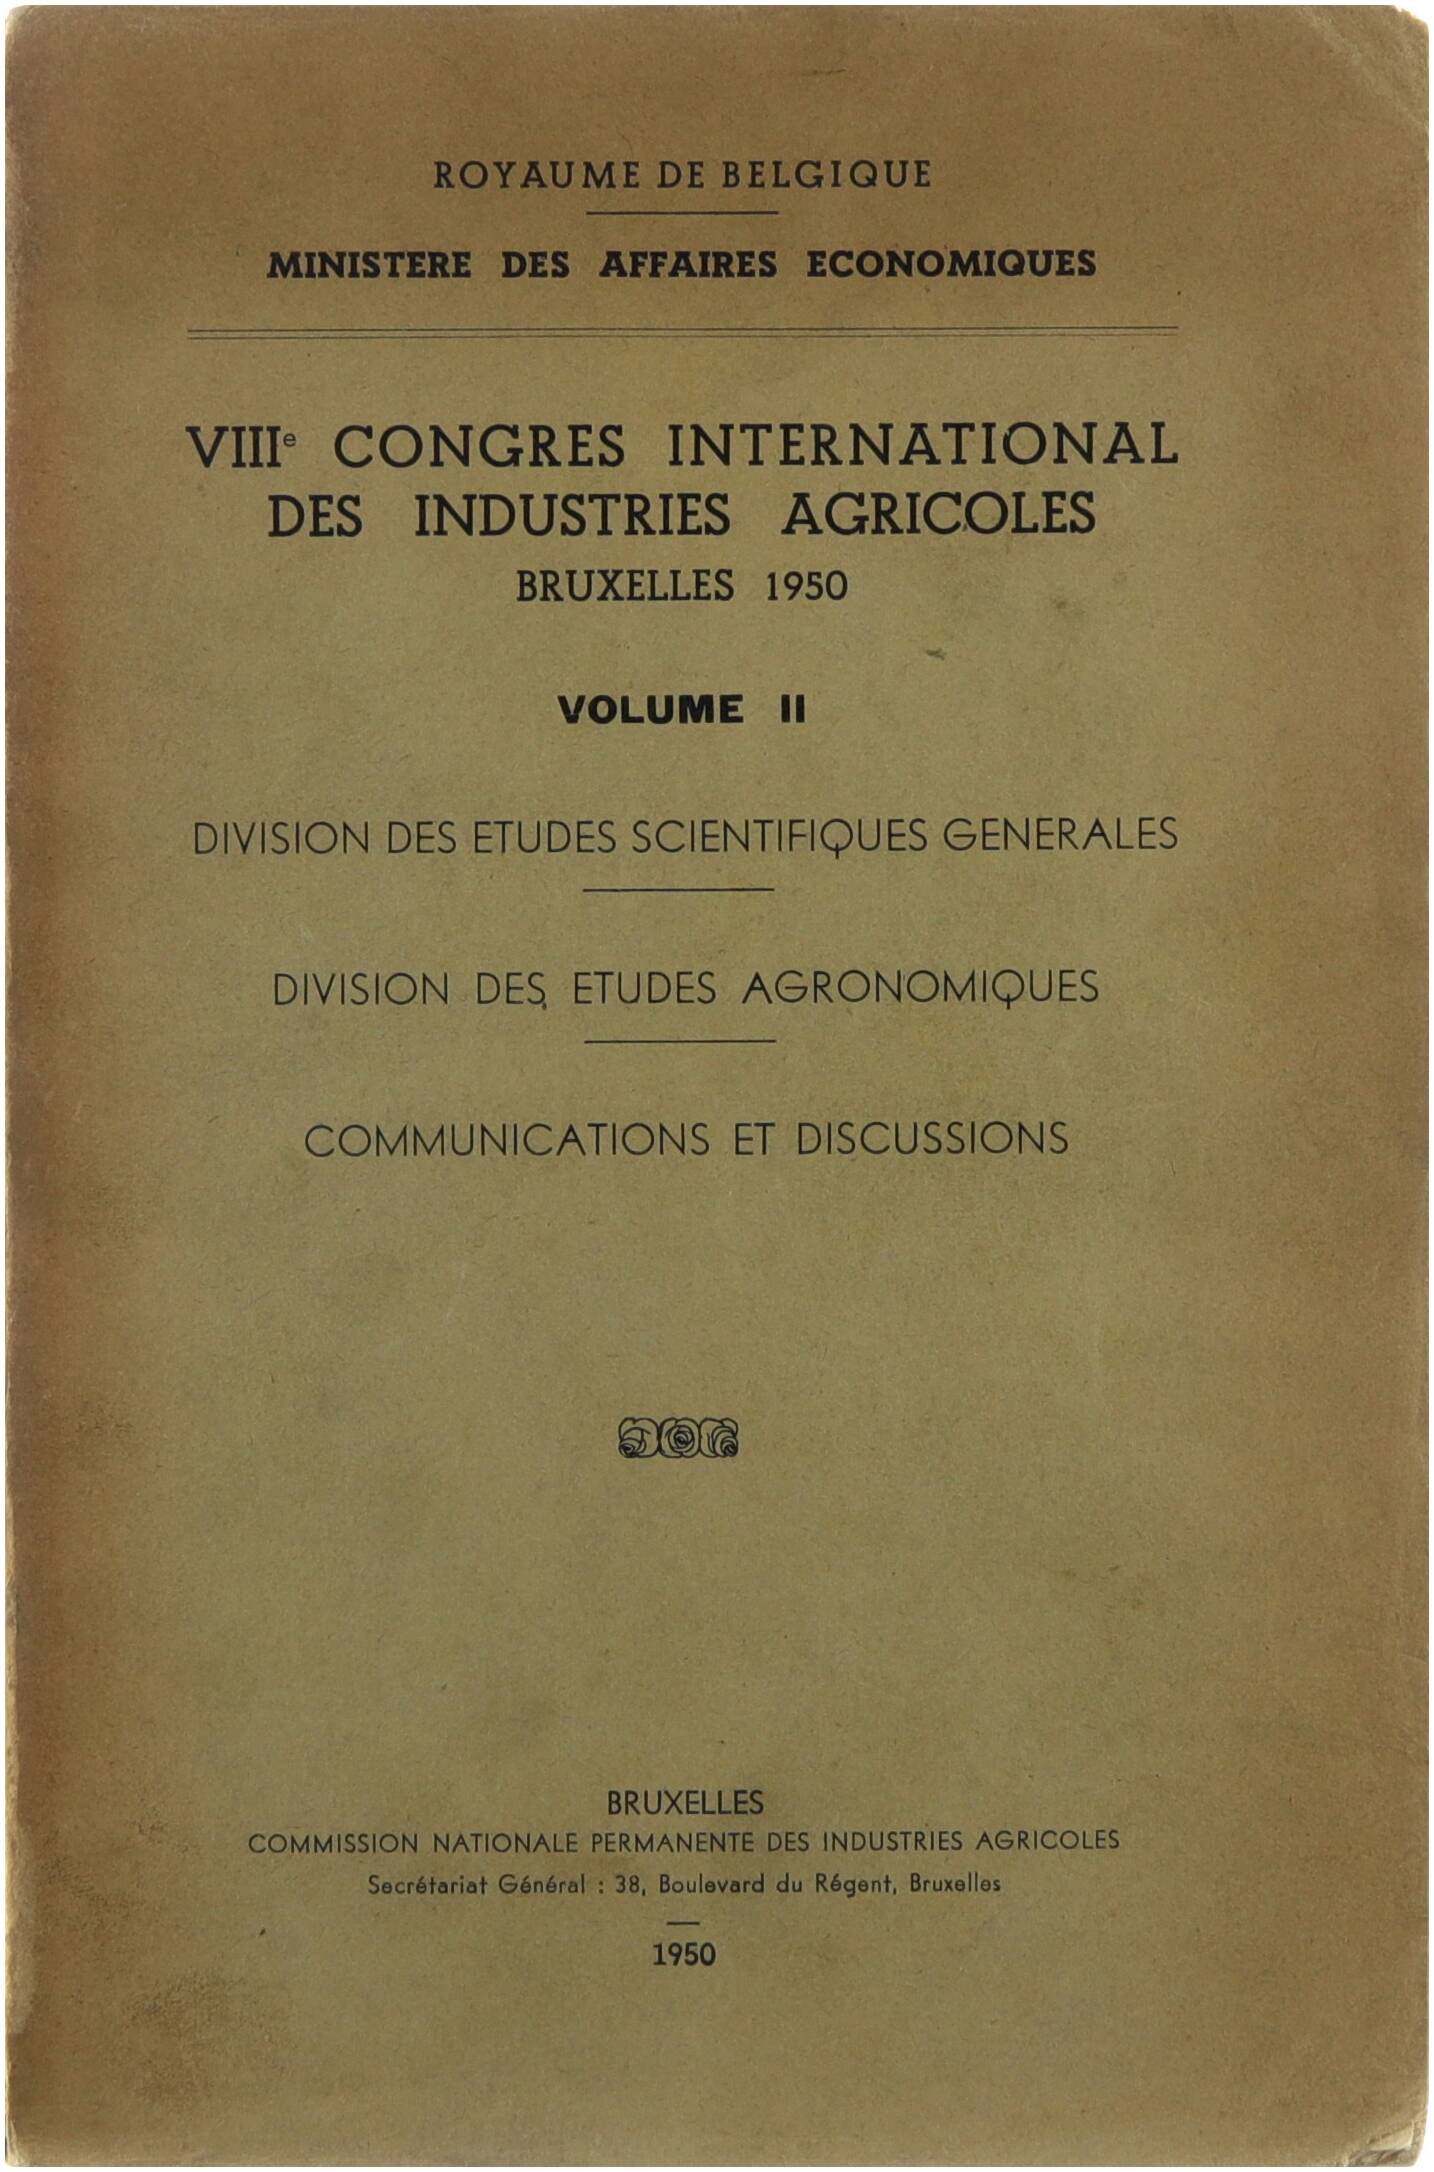 ROYAUME DE BELGIQUE
MINISTERE DES AFFAIRES ECONOMIQUES
VIIIe CONGRES INTERNATIONAL
DES INDUSTRIES AGRICOLES
BRUXELLES 1950
VOLUME II
DIVISION DES ETUDES SCIENTIFIQUES GENERALES
DIVISION DES ETUDES AGRONOMIQUES
COMMUNICATIONS ET DISCUSSIONS
BRUXELLES
COMMISSION NATIONALE PERMANENTE DES INDUSTRIES AGRICOLES
Secrétariat Général : 38, Boulevard du Régent, Bruxelles
1950